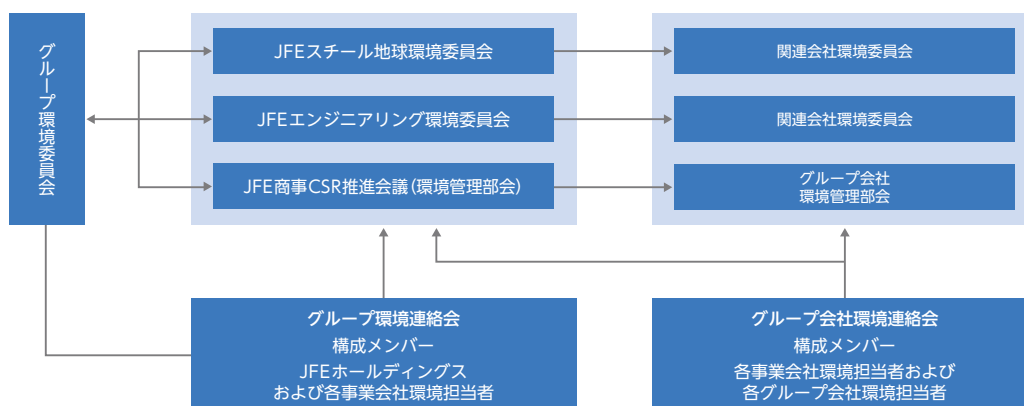 グループ環境委員会
JFEスチール地球環境委員会
JFEエンジニアリング環境委員会
JFE商事CSR推進会議(環境管理部会)
関連会社環境委員会
関連会社環境委員会
グループ会社
環境管理部会
グループ環境連絡会
構成メンバー
JFEホールディングス
および各事業会社環境担当者
グループ会社環境連絡会
構成メンバー
各事業会社環境担当者および
各グループ会社環境担当者